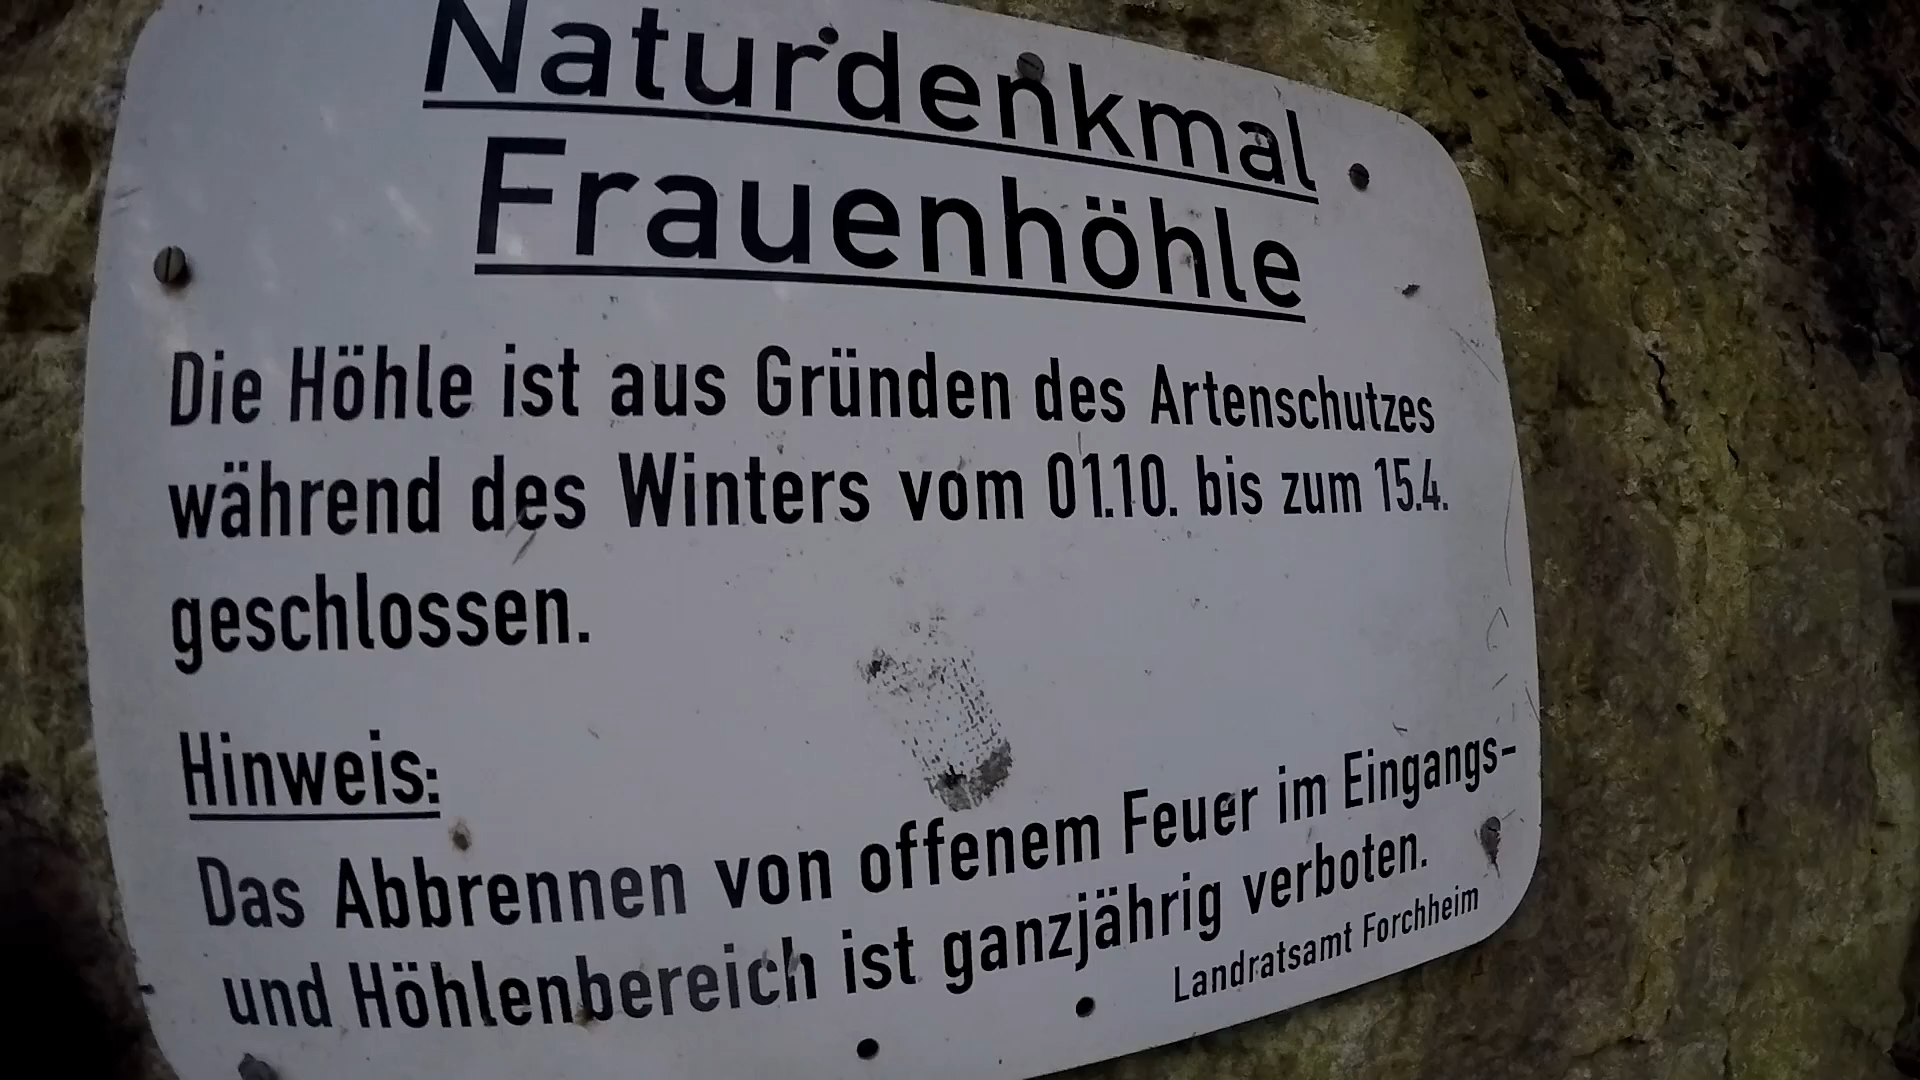 Naturdenkmal
Frauenhöhle
Die Höhle ist aus Gründen des Artenschutzes
während des Winters vom 01.10. bis zum 15.4.
geschlossen.
Hinweis:
Das Abbrennen von offenem Feuer im Eingangs-
und Höhlenbereich ist ganzjährig verboten.
Landratsamt Forchheim